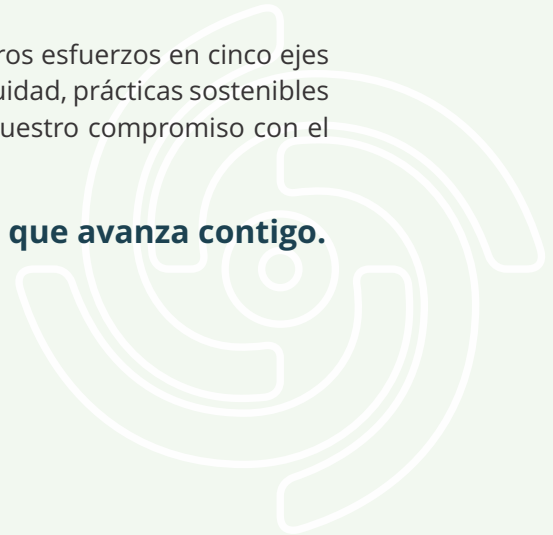 ros esfuerzos en cinco ejes
uidad, prácticas sostenibles
uestro compromiso con el
que avanza contigo.